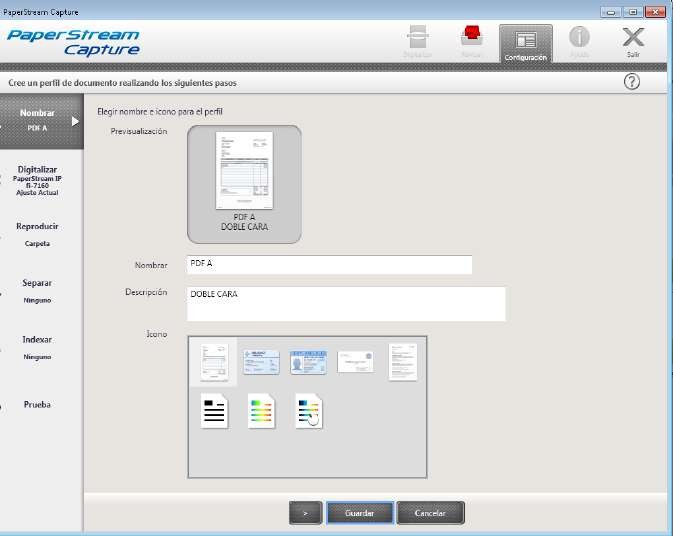 PaperStream Capture
PaperStream
Capture
Digitalizar
Configuración
Ayuda
Salir
Cree un perfil de documento realizando los siguientes pasos
?
Nombrar
PDF A
Elegir nombre e icono para el perfil
Previsualización
PDF A
DOBLE CARA
Digitalizar
PaperStream IP
fi-7160
Ajuste Actual
Reproducir
Carpeta
Nombrar
PDF A
Separar
Ninguno
Descripción
DOBLE CARA
Indexar
Ninguno
Icono
Prueba
>
Guardar
Cancelar